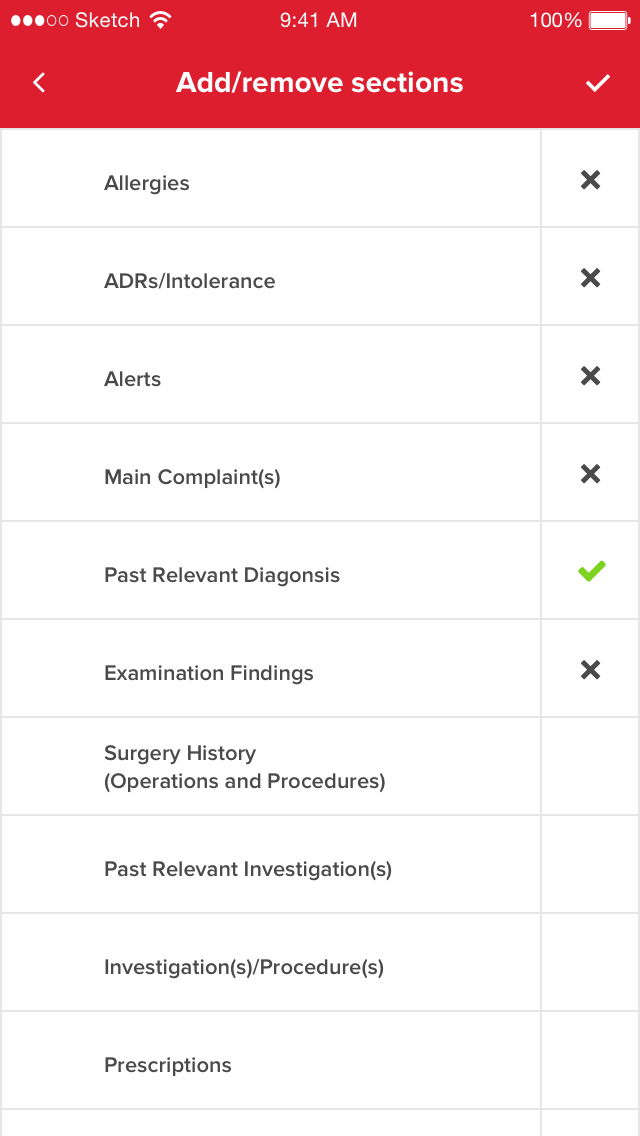 Sketch 9:41 AM 100%
Add/remove sections
Allergies
ADRs/Intolerance
Alerts
Main Complaint(s)
Past Relevant Diagonsis
Examination Findings
Surgery History
(Operations and Procedures)
Past Relevant Investigation(s)
Investigation(s)/Procedure(s)
Prescriptions